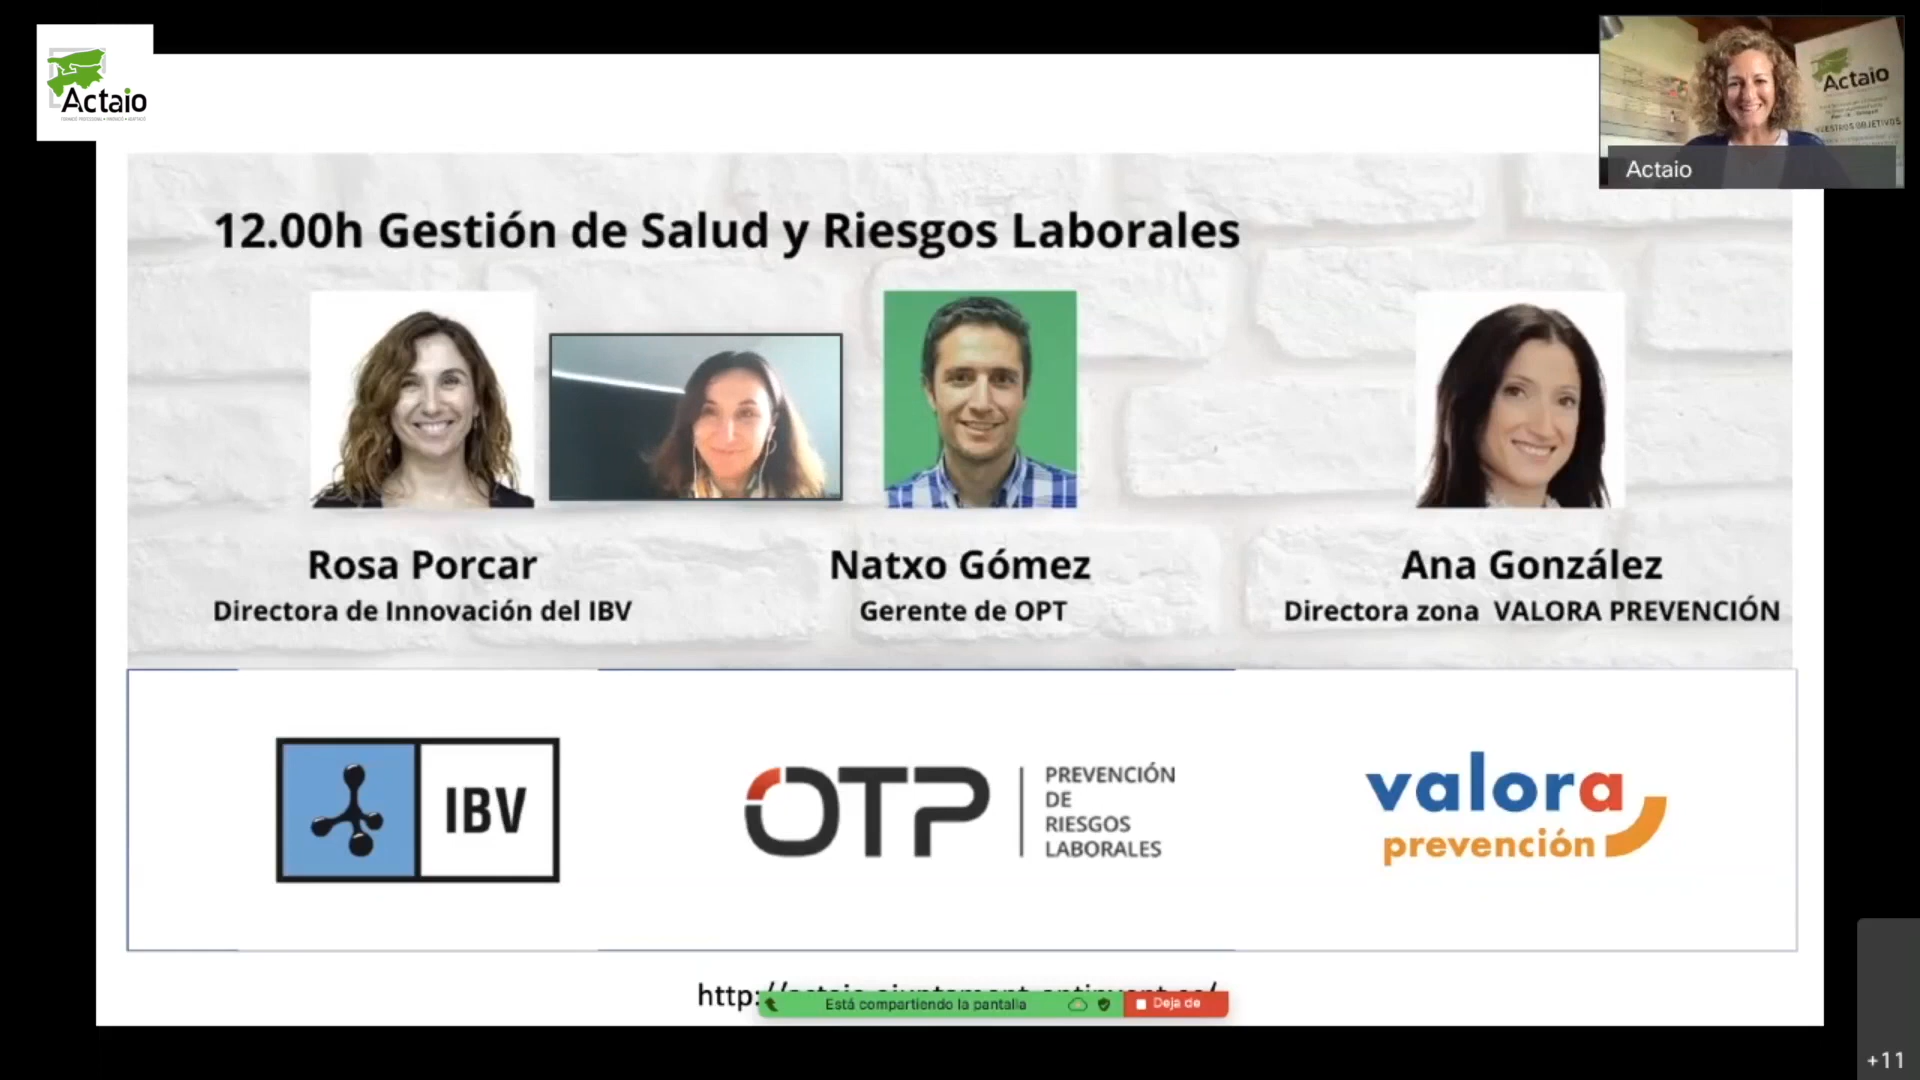 Actaio
Actaio
NUESTROS OBJETIVOS
Actaio
12.00h Gestión de Salud y Riesgos Laborales
Rosa Porcar
Natxo Gómez
Ana González
Directora de Innovación del IBV
Gerente de OPT
Directora zona VALORA PREVENCIÓN
IBV
OTP
PREVENCIÓN
DE
RIESGOS
LABORALES
valora
prevención
http:
Está compartiendo la pantalla
Deja de
+11